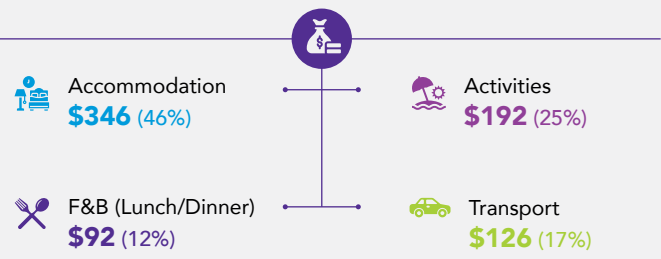 Accommodation
$346 (46%)
Activities
$192 (25%)
F&B (Lunch/Dinner)
$92 (12%)
Transport
$126 (17%)